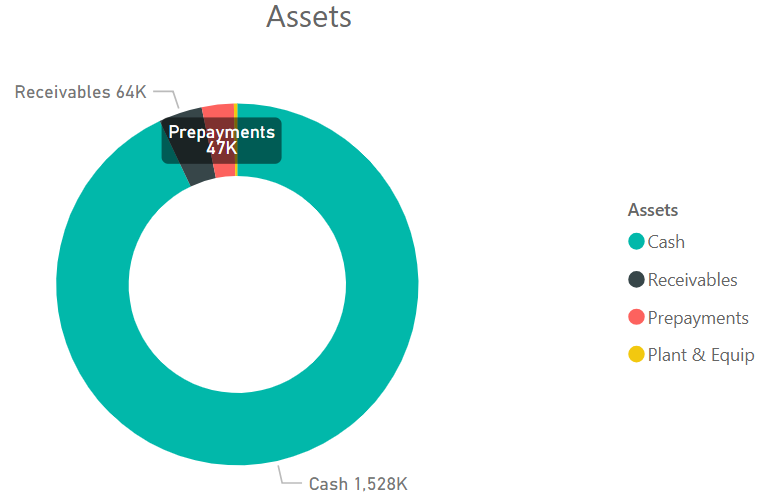 Assets
Receivables 64K
Prepayments
47K
Cash 1,528K
Assets
Cash
Receivables
Prepayments
Plant & Equip